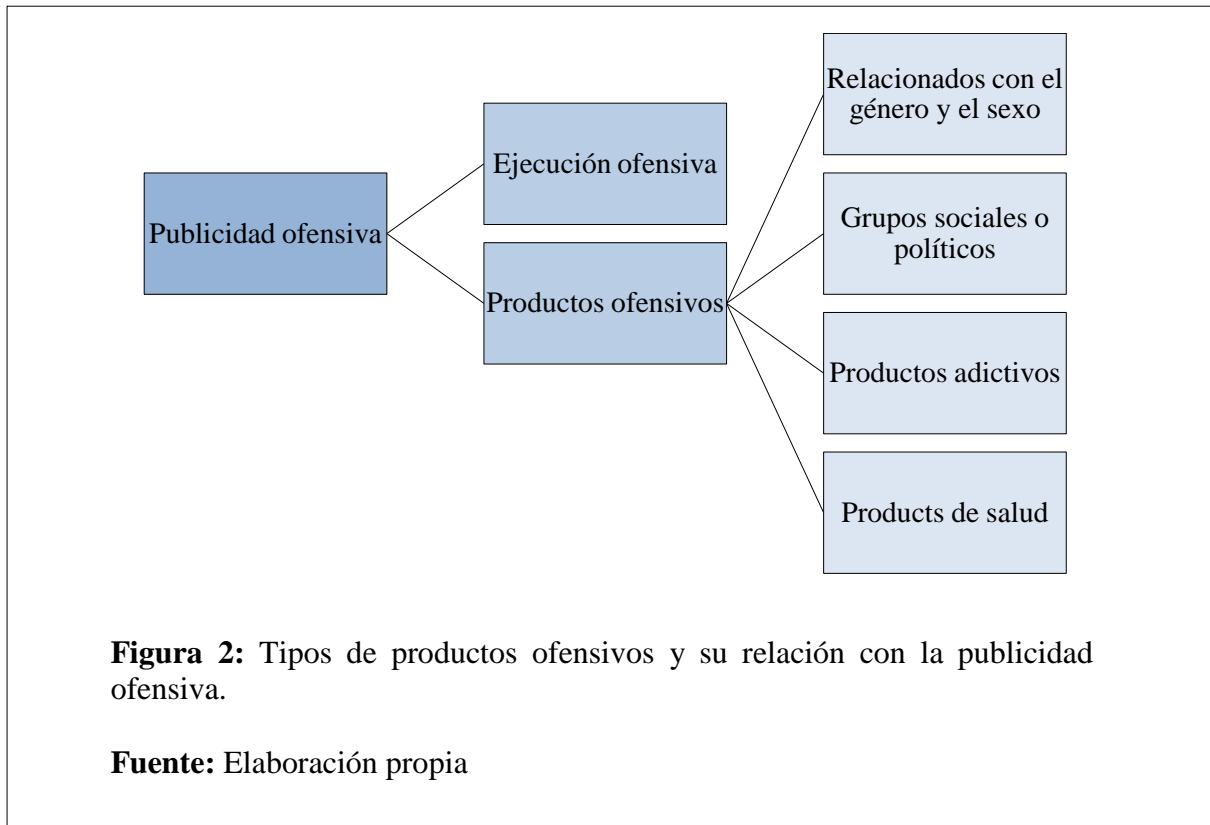 Publicidad ofensiva
Ejecución ofensiva
Productos ofensivos
Relacionados con el
género y el sexo
Grupos sociales o
políticos
Productos adictivos
Products de salud
Figura 2: Tipos de productos ofensivos y su relación con la publicidad
ofensiva.
Fuente: Elaboración propia